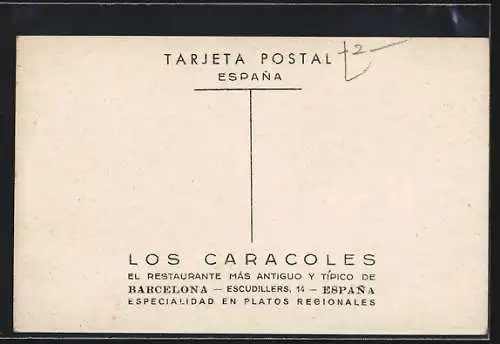 TARJETA POSTAL
ESPAÑA
2
LOS CARACOLES
EL RESTAURANTE MÁS ANTIGUO Y TÍPICO DE
BARCELONA — ESCUDILLERS, 14 — ESPAÑA
ESPECIALIDAD EN PLATOS REGIONALES